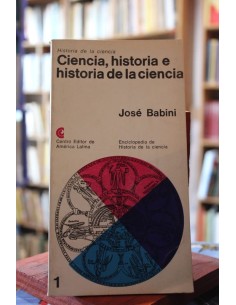 Historia de la ciencia
Ciencia, historia e
historia de la ciencia
José Babini
Centro Editor de
América Latina
Enciclopedia de
Historia de la ciencia
1